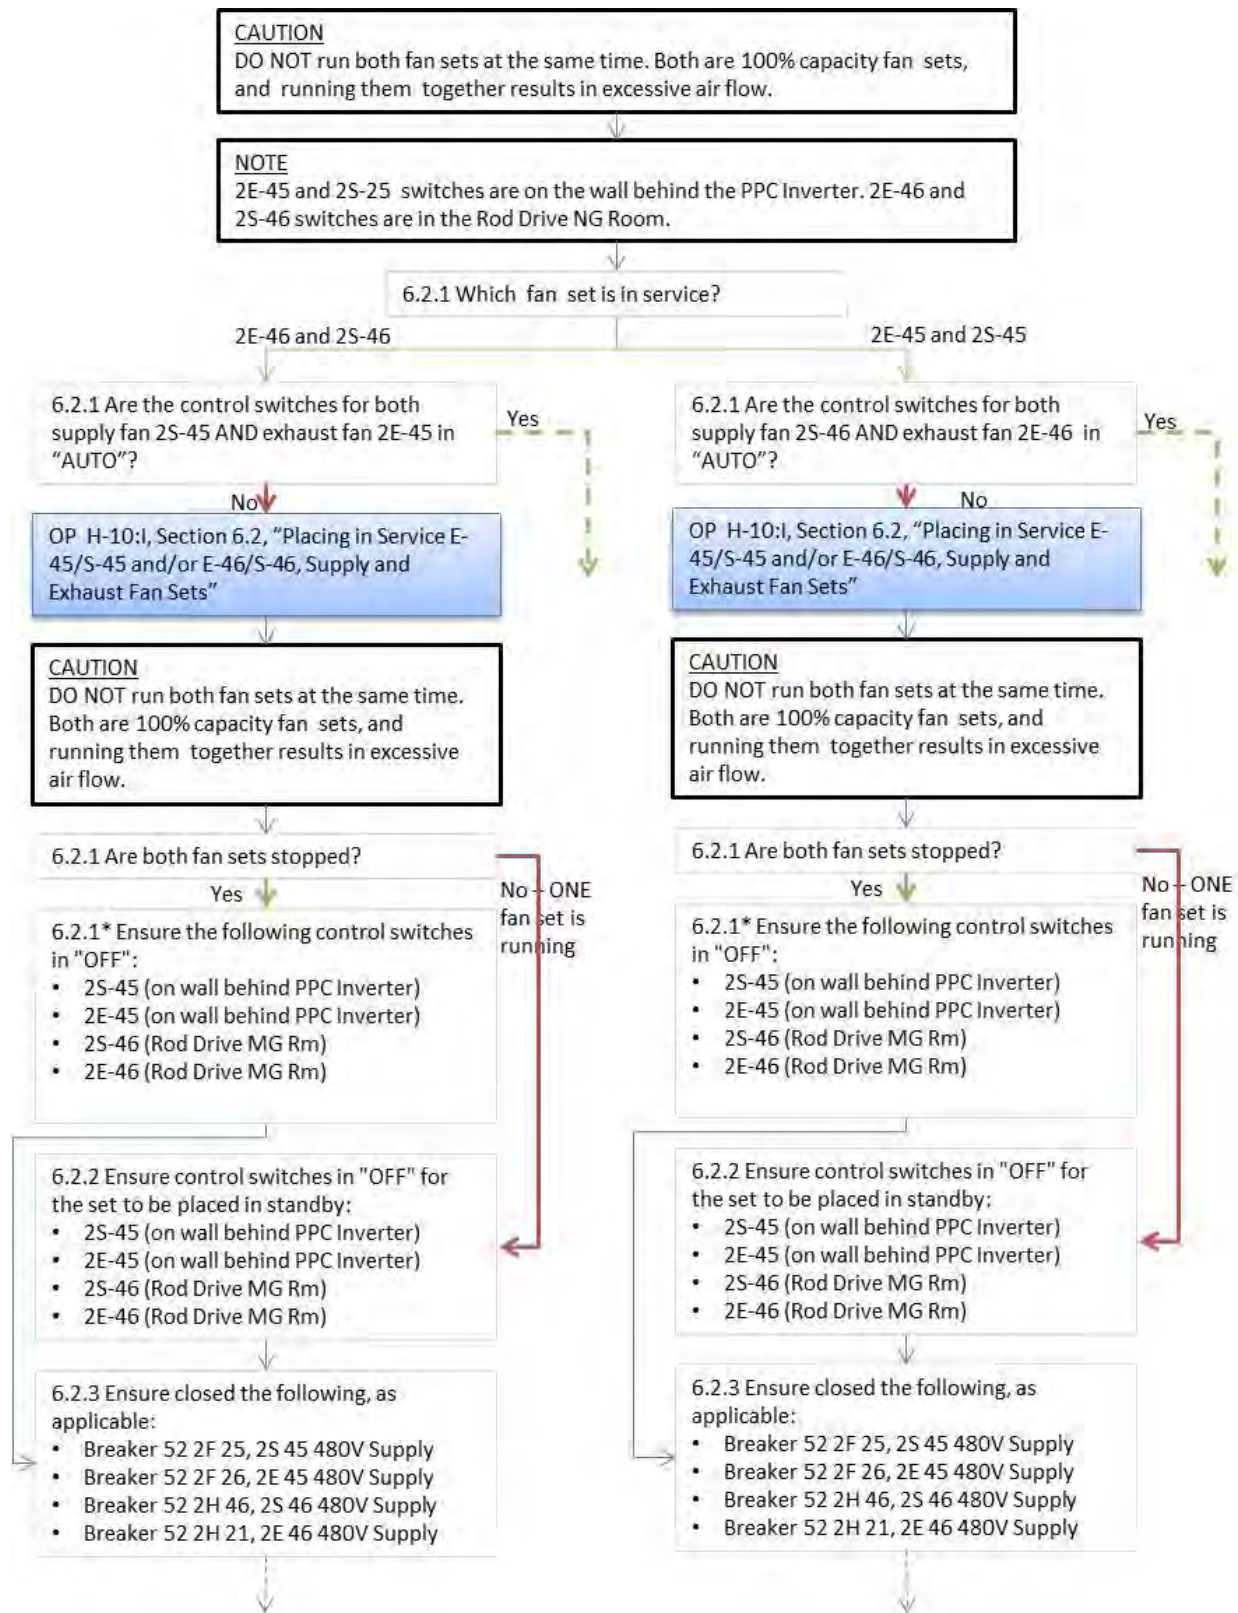 CAUTION
DO NOT run both fan sets at the same time. Both are 100% capacity fan sets,
and running them together results in excessive air flow.
NOTE
2E-45 and 2S-25 switches are on the wall behind the PPC Inverter. 2E-46 and
2S-46 switches are in the Rod Drive NG Room.
6.2.1 Which fan set is in service?
2E-46 and 2S-46
2E-45 and 2S-45
6.2.1 Are the control switches for both
supply fan 2S-45 AND exhaust fan 2E-45 in
"AUTO"?
Yes
No
OP H-10:I, Section 6.2, "Placing in Service E-
45/S-45 and/or E-46/S-46, Supply and
Exhaust Fan Sets"
CAUTION
DO NOT run both fan sets at the same time.
Both are 100% capacity fan sets, and
running them together results in excessive
air flow.
6.2.1 Are both fan sets stopped?
Yes
No – ONE
fan set is
running
6.2.1* Ensure the following control switches
in "OFF":
• 2S-45 (on wall behind PPC Inverter)
• 2E-45 (on wall behind PPC Inverter)
• 2S-46 (Rod Drive MG Rm)
• 2E-46 (Rod Drive MG Rm)
6.2.2 Ensure control switches in "OFF" for
the set to be placed in standby:
• 2S-45 (on wall behind PPC Inverter)
• 2E-45 (on wall behind PPC Inverter)
• 2S-46 (Rod Drive MG Rm)
• 2E-46 (Rod Drive MG Rm)
6.2.3 Ensure closed the following, as
applicable:
• Breaker 52 2F 25, 2S 45 480V Supply
• Breaker 52 2F 26, 2E 45 480V Supply
• Breaker 52 2H 46, 2S 46 480V Supply
• Breaker 52 2H 21, 2E 46 480V Supply
6.2.1 Are the control switches for both
supply fan 2S-46 AND exhaust fan 2E-46 in
"AUTO"?
Yes
No
OP H-10:I, Section 6.2, "Placing in Service E-
45/S-45 and/or E-46/S-46, Supply and
Exhaust Fan Sets"
CAUTION
DO NOT run both fan sets at the same time.
Both are 100% capacity fan sets, and
running them together results in excessive
air flow.
6.2.1 Are both fan sets stopped?
Yes
No – ONE
fan set is
running
6.2.1* Ensure the following control switches
in "OFF":
• 2S-45 (on wall behind PPC Inverter)
• 2E-45 (on wall behind PPC Inverter)
• 2S-46 (Rod Drive MG Rm)
• 2E-46 (Rod Drive MG Rm)
6.2.2 Ensure control switches in "OFF" for
the set to be placed in standby:
• 2S-45 (on wall behind PPC Inverter)
• 2E-45 (on wall behind PPC Inverter)
• 2S-46 (Rod Drive MG Rm)
• 2E-46 (Rod Drive MG Rm)
6.2.3 Ensure closed the following, as
applicable:
• Breaker 52 2F 25, 2S 45 480V Supply
• Breaker 52 2F 26, 2E 45 480V Supply
• Breaker 52 2H 46, 2S 46 480V Supply
• Breaker 52 2H 21, 2E 46 480V Supply